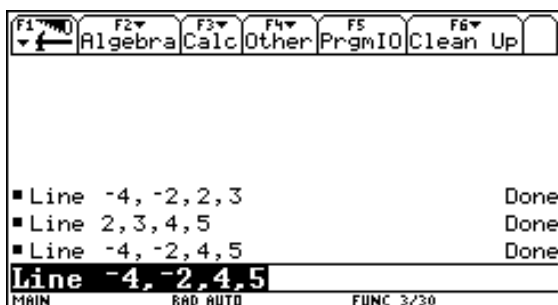 F1 F2 F3 F4 F5 F6
Algebra Calc Other PrgmIO Clean Up
▪Line ⁻4,⁻2,2,3 Done
▪Line 2,3,4,5 Done
▪Line ⁻4,⁻2,4,5 Done
Line ⁻4,⁻2,4,5
MAIN RAD AUTO FUNC 3/30